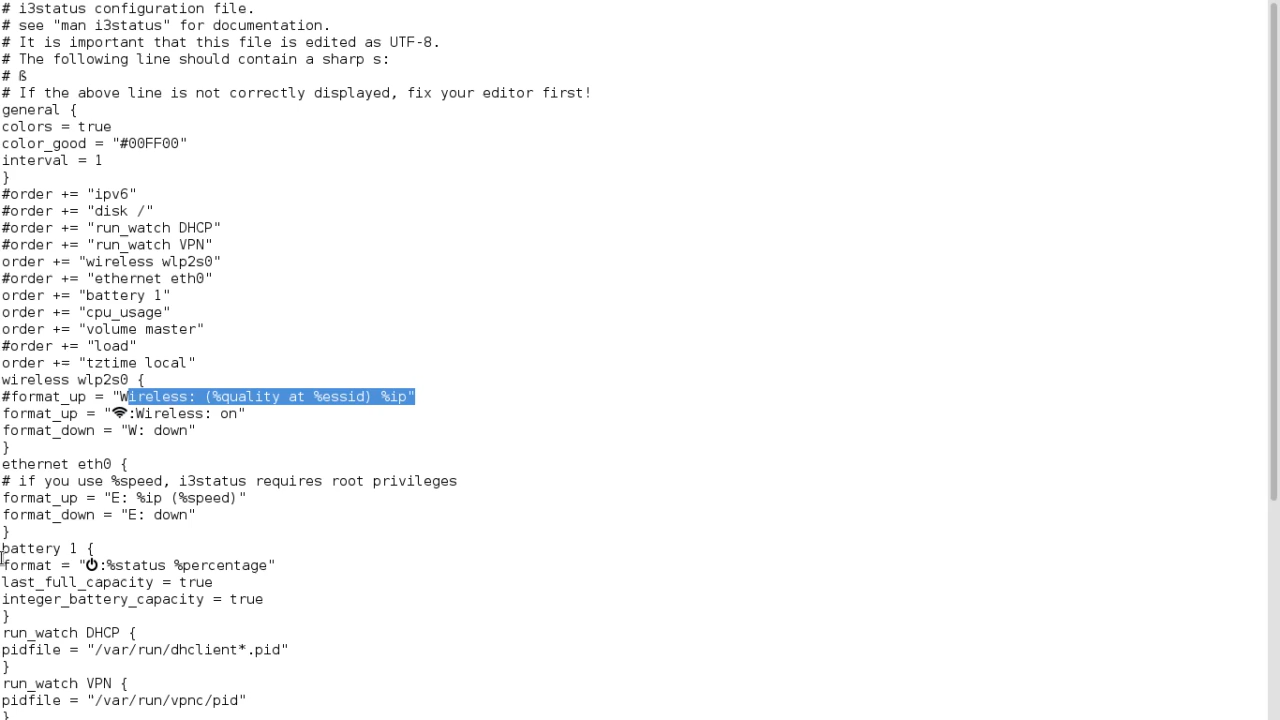 # i3status configuration file.
# see "man i3status" for documentation.
# It is important that this file is edited as UTF-8.
# The following line should contain a sharp s:
# ß
# If the above line is not correctly displayed, fix your editor first!
general {
colors = true
color_good = "#00FF00"
interval = 1
}
#order += "ipv6"
#order += "disk /"
#order += "run_watch DHCP"
#order += "run_watch VPN"
order += "wireless wlp2s0"
#order += "ethernet eth0"
order += "battery 1"
order += "cpu_usage"
order += "volume master"
#order += "load"
order += "tztime local"
wireless wlp2s0 {
#format_up = "Wireless: (%quality at %essid) %ip"
format_up = ":Wireless: on"
format_down = "W: down"
}
ethernet eth0 {
# if you use %speed, i3status requires root privileges
format_up = "E: %ip (%speed)"
format_down = "E: down"
}
battery 1 {
format = "⏻:%status %percentage"
last_full_capacity = true
integer_battery_capacity = true
}
run_watch DHCP {
pidfile = "/var/run/dhclient*.pid"
}
run_watch VPN {
pidfile = "/var/run/vpnc/pid"
}